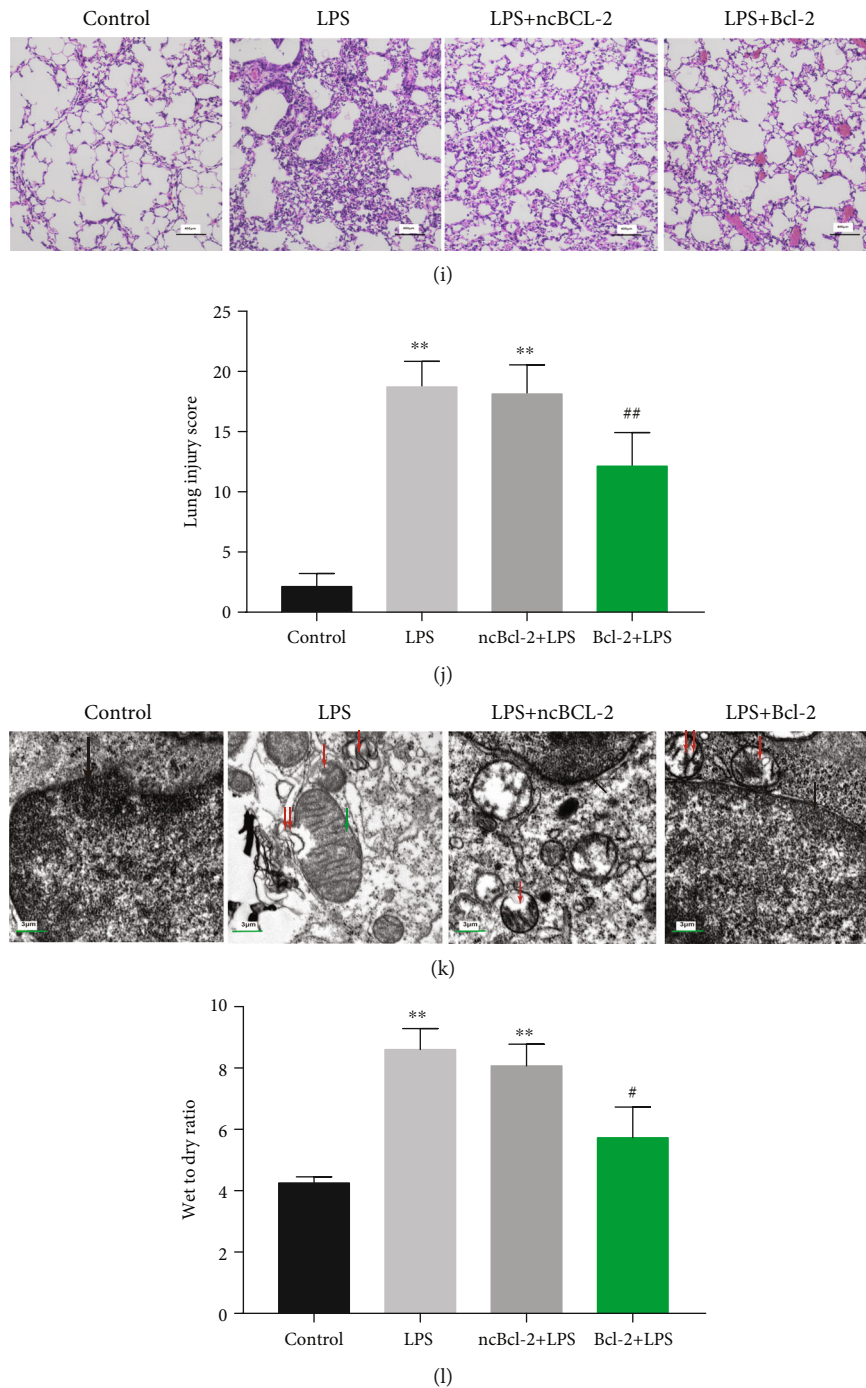 Control LPS LPS+ncBCL-2 LPS+Bcl-2
400μm
(i)
25
20
15
10
5
0
Lung injury score
**
**
##
Control LPS ncBcl-2+LPS Bcl-2+LPS
(j)
Control LPS LPS+ncBCL-2 LPS+Bcl-2
3μm 3μm 3μm 3μm
(k)
10
8
6
4
2
0
Wet to dry ratio
**
**
#
Control LPS ncBcl-2+LPS Bcl-2+LPS
(l)